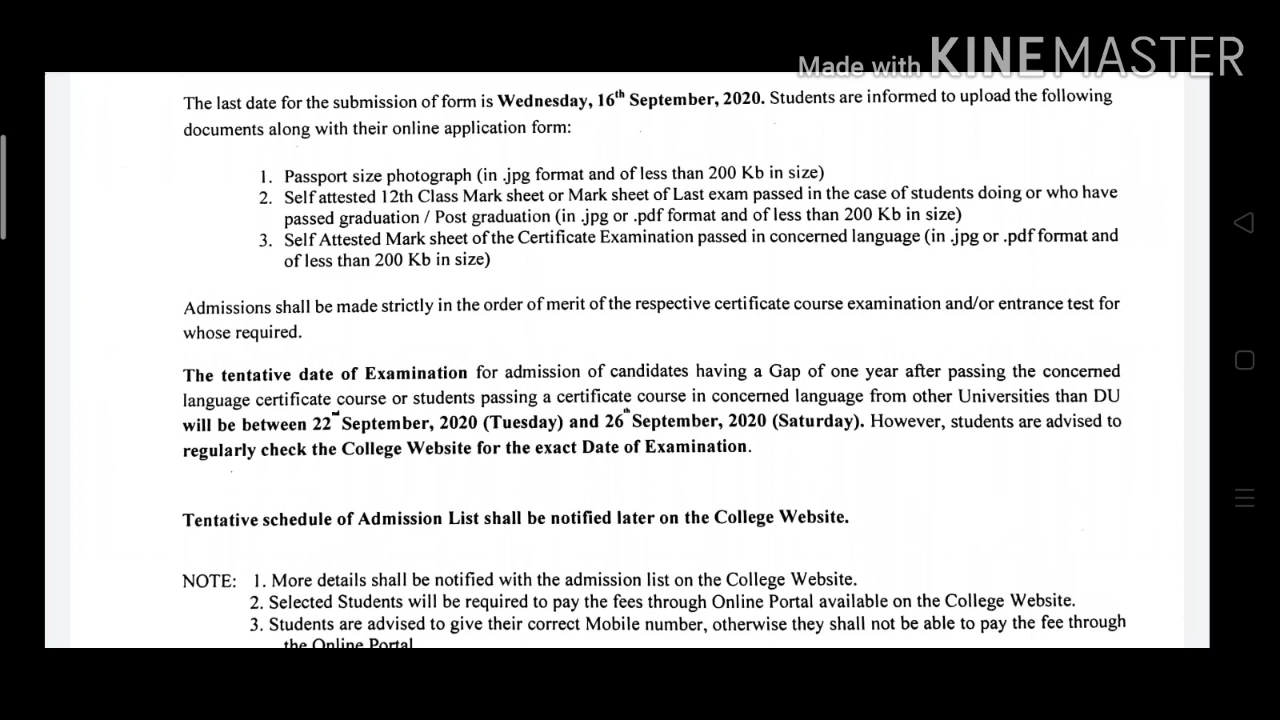 Made with KINEMASTER
The last date for the submission of form is Wednesday, 16th September, 2020. Students are informed to upload the following
documents along with their online application form:
1. Passport size photograph (in .jpg format and of less than 200 Kb in size)
2. Self attested 12th Class Mark sheet or Mark sheet of Last exam passed in the case of students doing or who have
passed graduation / Post graduation (in .jpg or .pdf format and of less than 200 Kb in size)
3. Self Attested Mark sheet of the Certificate Examination passed in concerned language (in .jpg or .pdf format and
of less than 200 Kb in size)
Admissions shall be made strictly in the order of merit of the respective certificate course examination and/or entrance test for
whose required.
The tentative date of Examination for admission of candidates having a Gap of one year after passing the concerned
language certificate course or students passing a certificate course in concerned language from other Universities than DU
will be between 22nd September, 2020 (Tuesday) and 26th September, 2020 (Saturday). However, students are advised to
regularly check the College Website for the exact Date of Examination.
Tentative schedule of Admission List shall be notified later on the College Website.
NOTE: 1. More details shall be notified with the admission list on the College Website.
2. Selected Students will be required to pay the fees through Online Portal available on the College Website.
3. Students are advised to give their correct Mobile number, otherwise they shall not be able to pay the fee through
the Online Portal